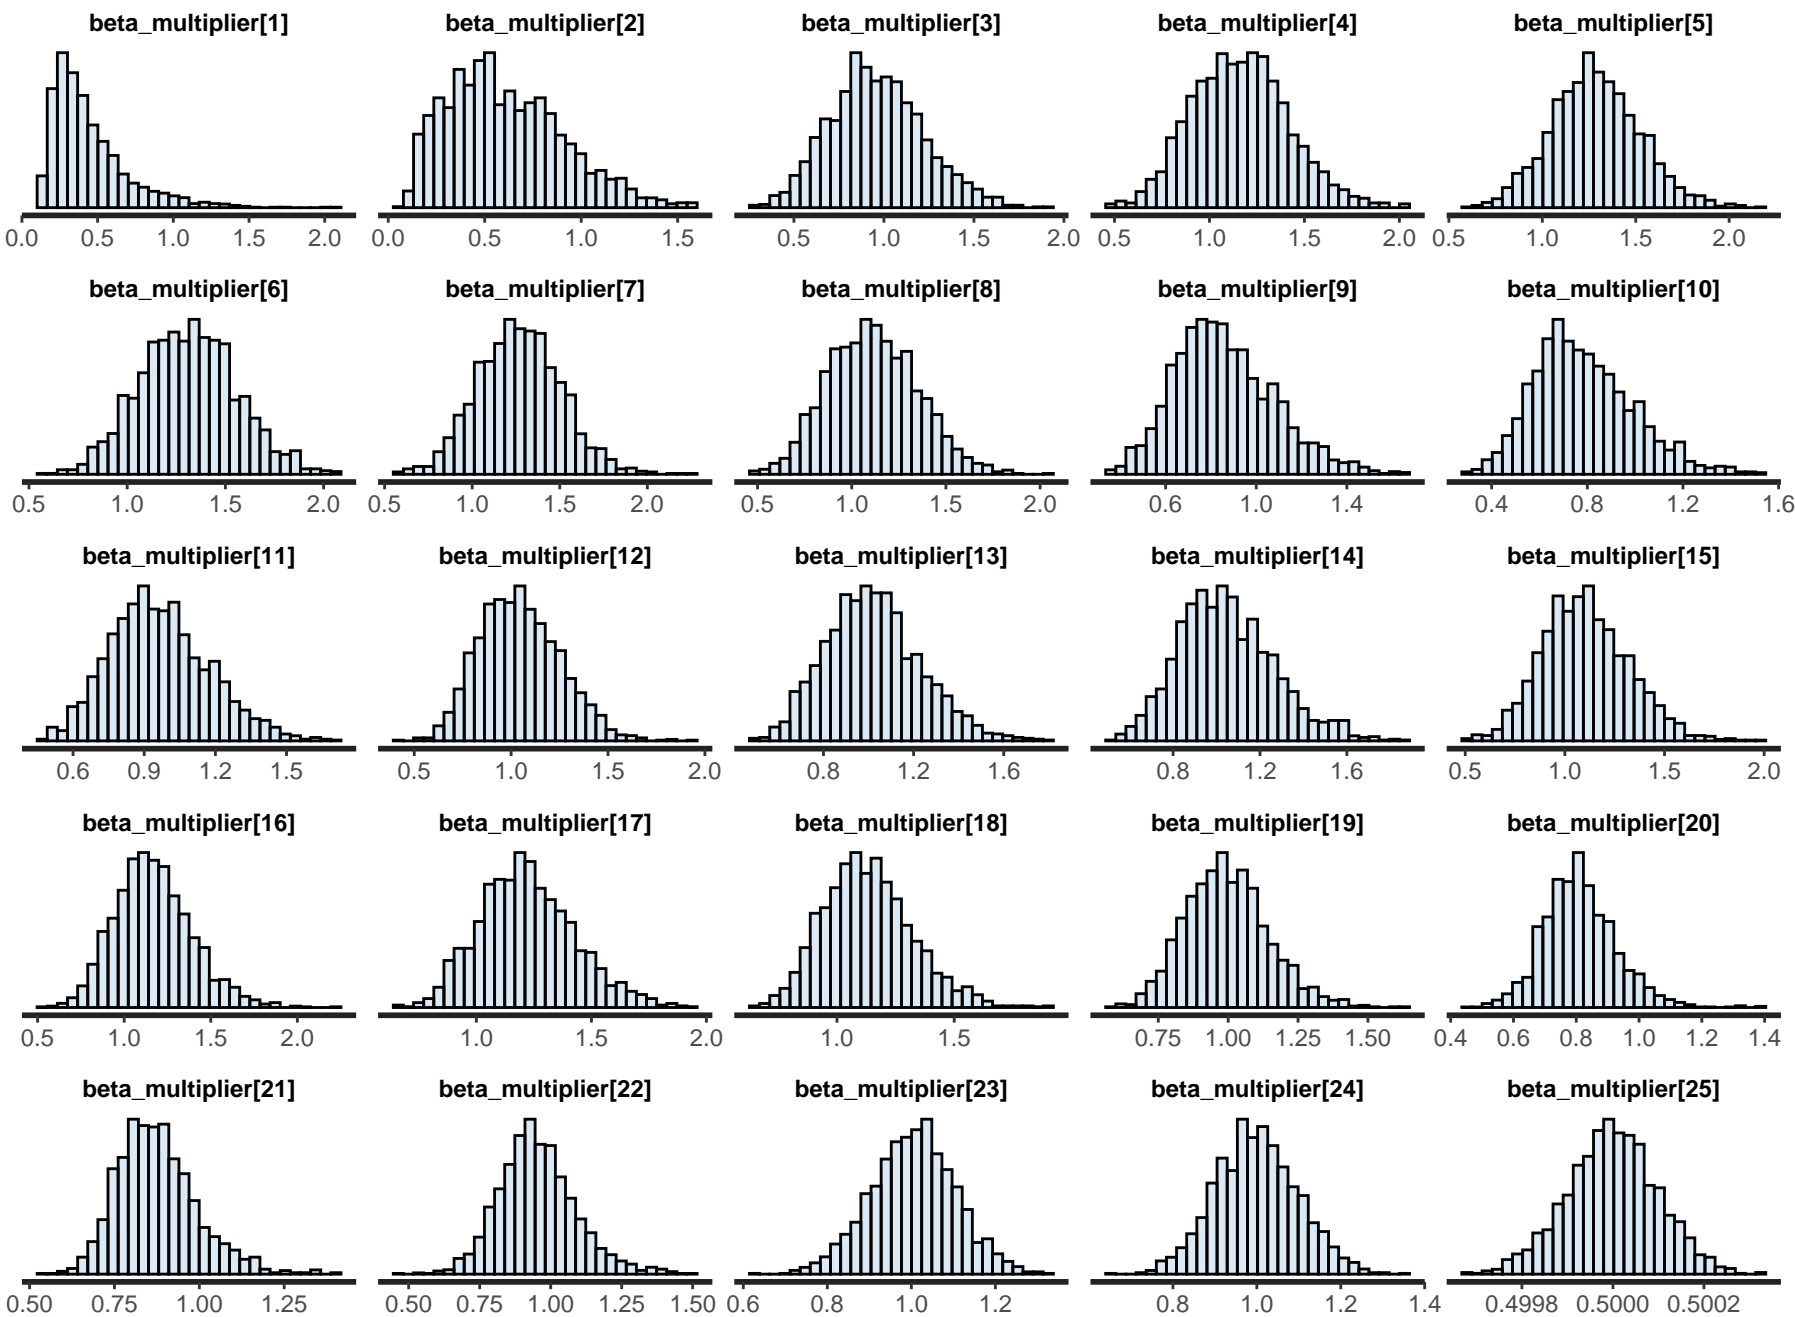 beta_multiplier[1] beta_multiplier[2] beta_multiplier[3] beta_multiplier[4] beta_multiplier[5]
0.0 0.5 1.0 1.5 2.0 0.0 0.5 1.0 1.5 0.5 1.0 1.5 2.0 0.5 1.0 1.5 2.0 0.5 1.0 1.5 2.0
beta_multiplier[6] beta_multiplier[7] beta_multiplier[8] beta_multiplier[9] beta_multiplier[10]
0.5 1.0 1.5 2.0 0.5 1.0 1.5 2.0 0.5 1.0 1.5 2.0 0.6 1.0 1.4 0.4 0.8 1.2 1.6
beta_multiplier[11] beta_multiplier[12] beta_multiplier[13] beta_multiplier[14] beta_multiplier[15]
0.6 0.9 1.2 1.5 0.5 1.0 1.5 2.0 0.8 1.2 1.6 0.8 1.2 1.6 0.5 1.0 1.5 2.0
beta_multiplier[16] beta_multiplier[17] beta_multiplier[18] beta_multiplier[19] beta_multiplier[20]
0.5 1.0 1.5 2.0 1.0 1.5 2.0 1.0 1.5 0.75 1.00 1.25 1.50 0.4 0.6 0.8 1.0 1.2 1.4
beta_multiplier[21] beta_multiplier[22] beta_multiplier[23] beta_multiplier[24] beta_multiplier[25]
0.50 0.75 1.00 1.25 0.50 0.75 1.00 1.25 1.50 0.6 0.8 1.0 1.2 0.8 1.0 1.2 1.4 0.4998 0.5000 0.5002